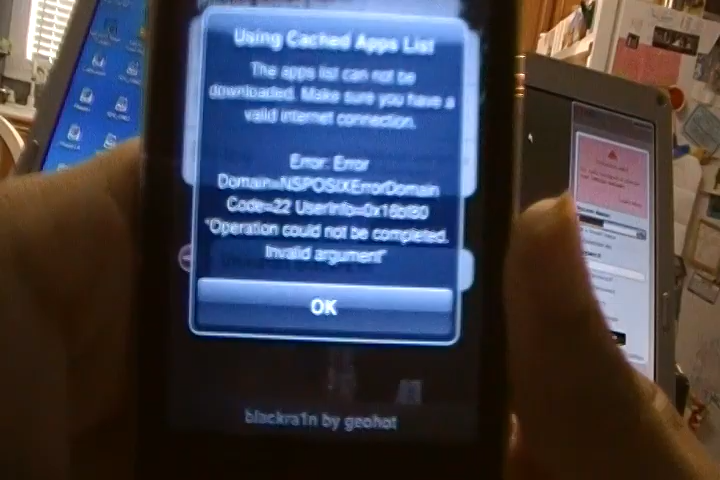 Using Cached Apps List
The apps list can not be
downloaded. Make sure you have a
valid internet connection.
Error: Error
Domain=NSPOSIXErrorDomain
Code=22 UserInfo=0x16bf80
"Operation could not be completed.
Invalid argument"
OK
blackra1n by geohot